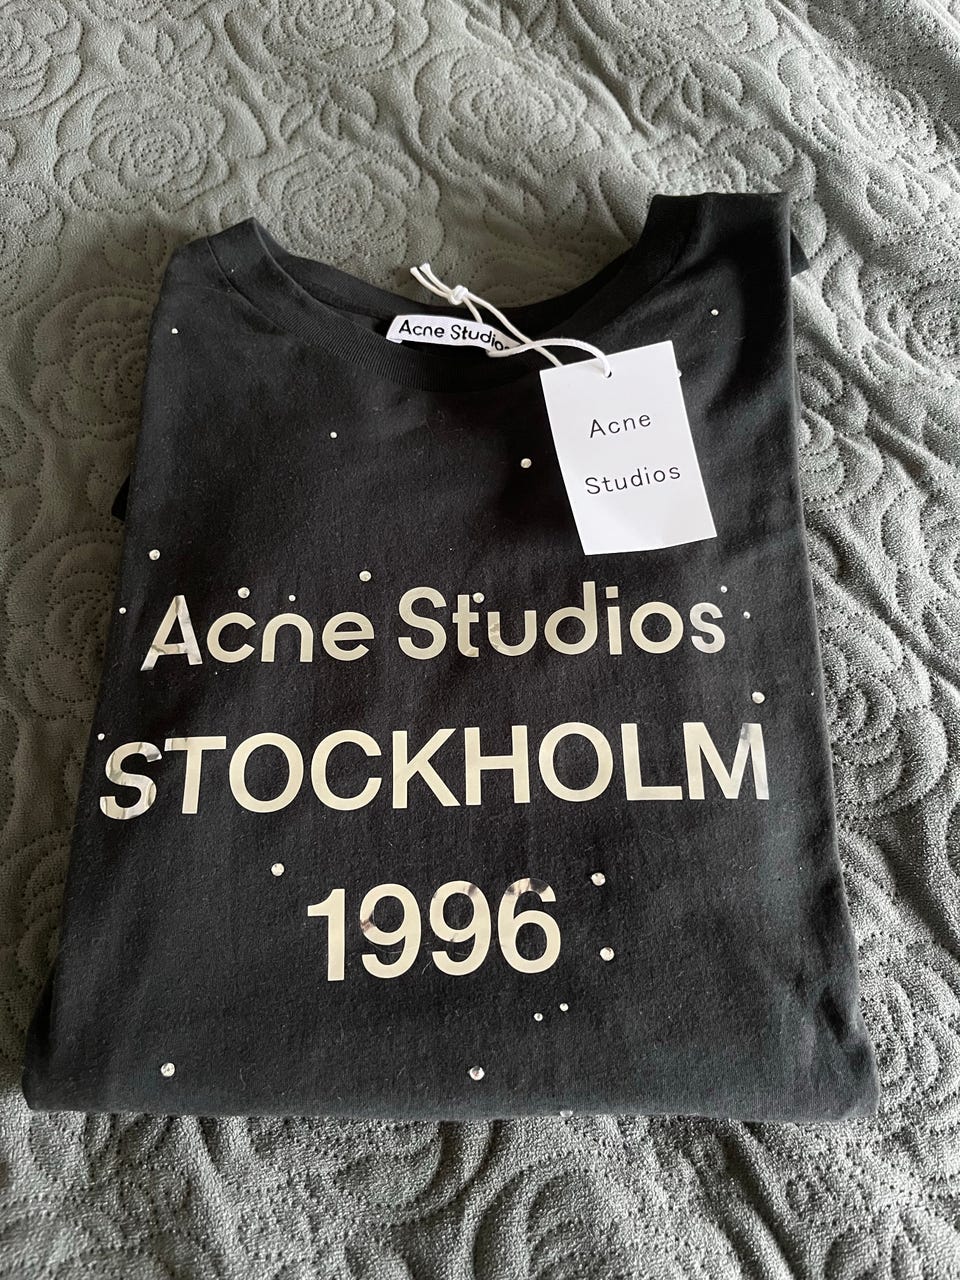 Acne Studios
Acne
Studios
Acne Studios
STOCKHOLM
1996